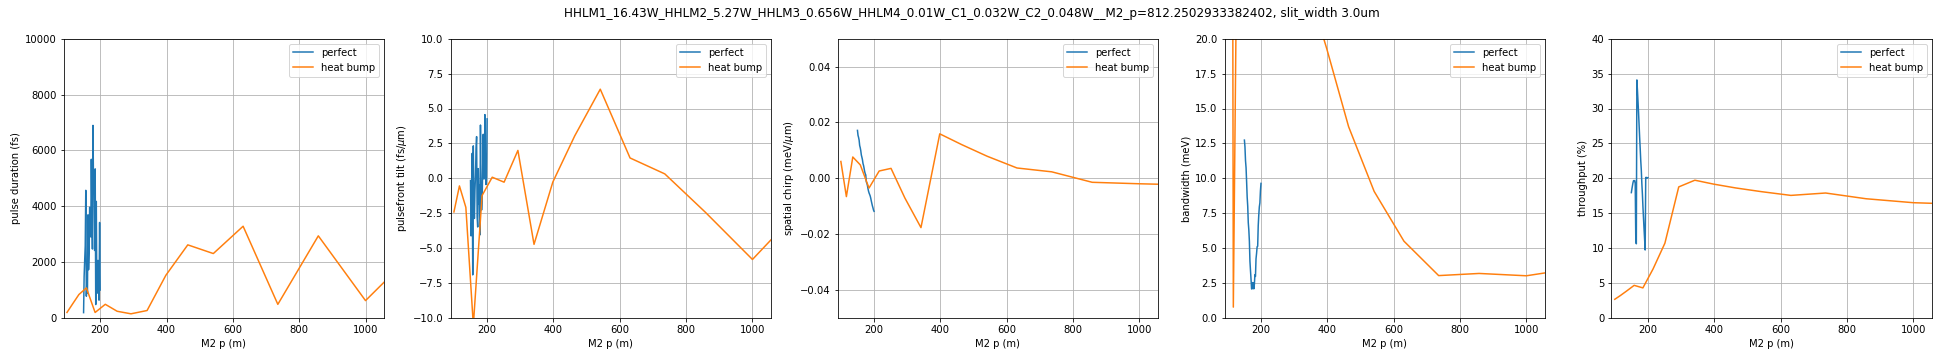 HHLM1_16.43W_HHLM2_5.27W_HHLM3_0.656W_HHLM4_0.01W_C1_0.032W_C2_0.048W__M2_p=812.2502933382402, slit_width 3.0um
pulse duration (fs)
10000
8000
6000
4000
2000
0
perfect
heat bump
200 400 600 800 1000
M2 p (m)
pulsefront tilt (fs/μm)
10.0
7.5
5.0
2.5
0.0
−2.5
−5.0
−7.5
−10.0
perfect
heat bump
200 400 600 800 1000
M2 p (m)
spatial chirp (meV/μm)
0.04
0.02
0.00
−0.02
−0.04
perfect
heat bump
200 400 600 800 1000
M2 p (m)
bandwidth (meV)
20.0
17.5
15.0
12.5
10.0
7.5
5.0
2.5
0.0
perfect
heat bump
200 400 600 800 1000
M2 p (m)
throughput (%)
40
35
30
25
20
15
10
5
0
perfect
heat bump
200 400 600 800 1000
M2 p (m)